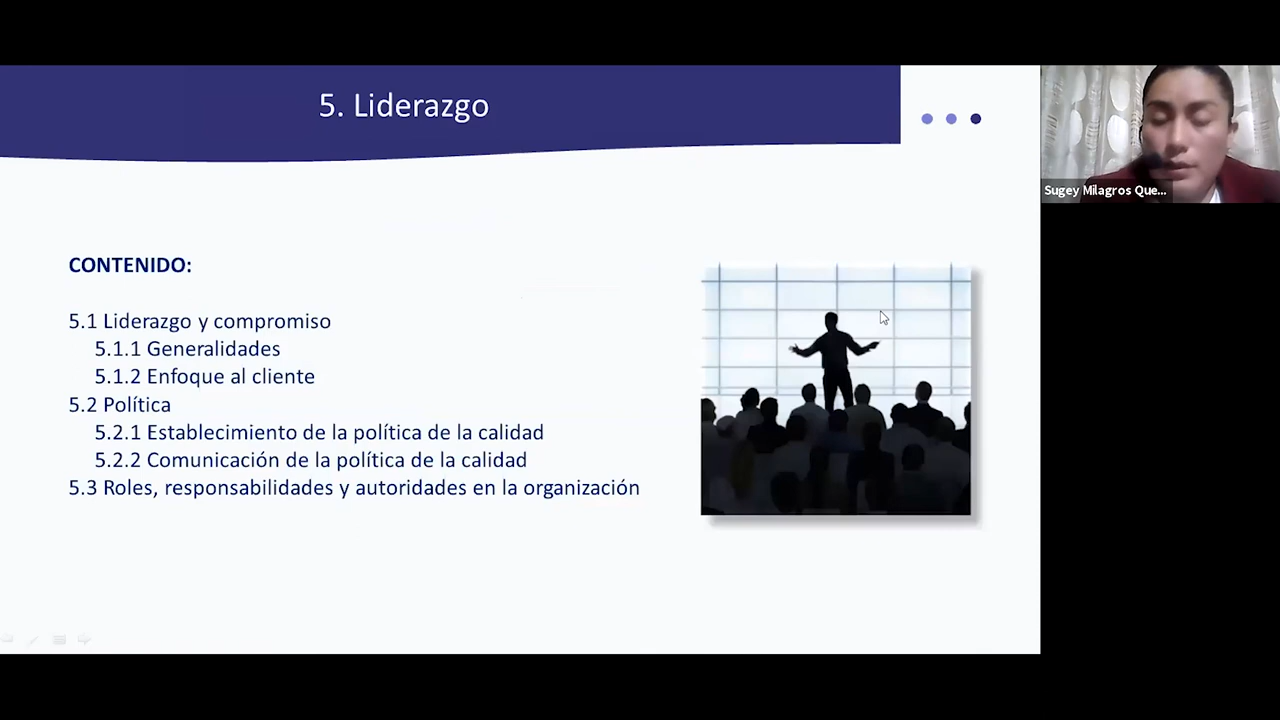 5. Liderazgo
Sugey Milagros Que...
CONTENIDO:
5.1 Liderazgo y compromiso
5.1.1 Generalidades
5.1.2 Enfoque al cliente
5.2 Política
5.2.1 Establecimiento de la política de la calidad
5.2.2 Comunicación de la política de la calidad
5.3 Roles, responsabilidades y autoridades en la organización